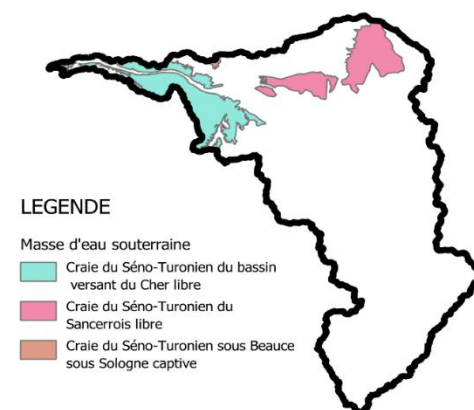 LEGENDE
Masse d'eau souterraine
Craie du Séno-Turonien du bassin
versant du Cher libre
Craie du Séno-Turonien du
Sancerrois libre
Craie du Séno-Turonien sous Beauce
sous Sologne captive